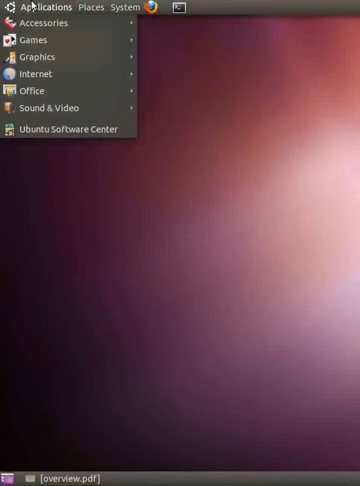 Applications Places System
Accessories
Games
Graphics
Internet
Office
Sound & Video
Ubuntu Software Center
[overview.pdf]